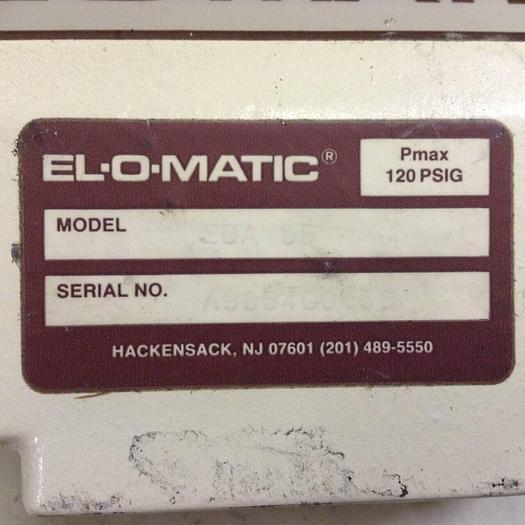 EL·O·MATIC®
Pmax
120 PSIG
MODEL
SERIAL NO.
HACKENSACK, NJ 07601 (201) 489-5550